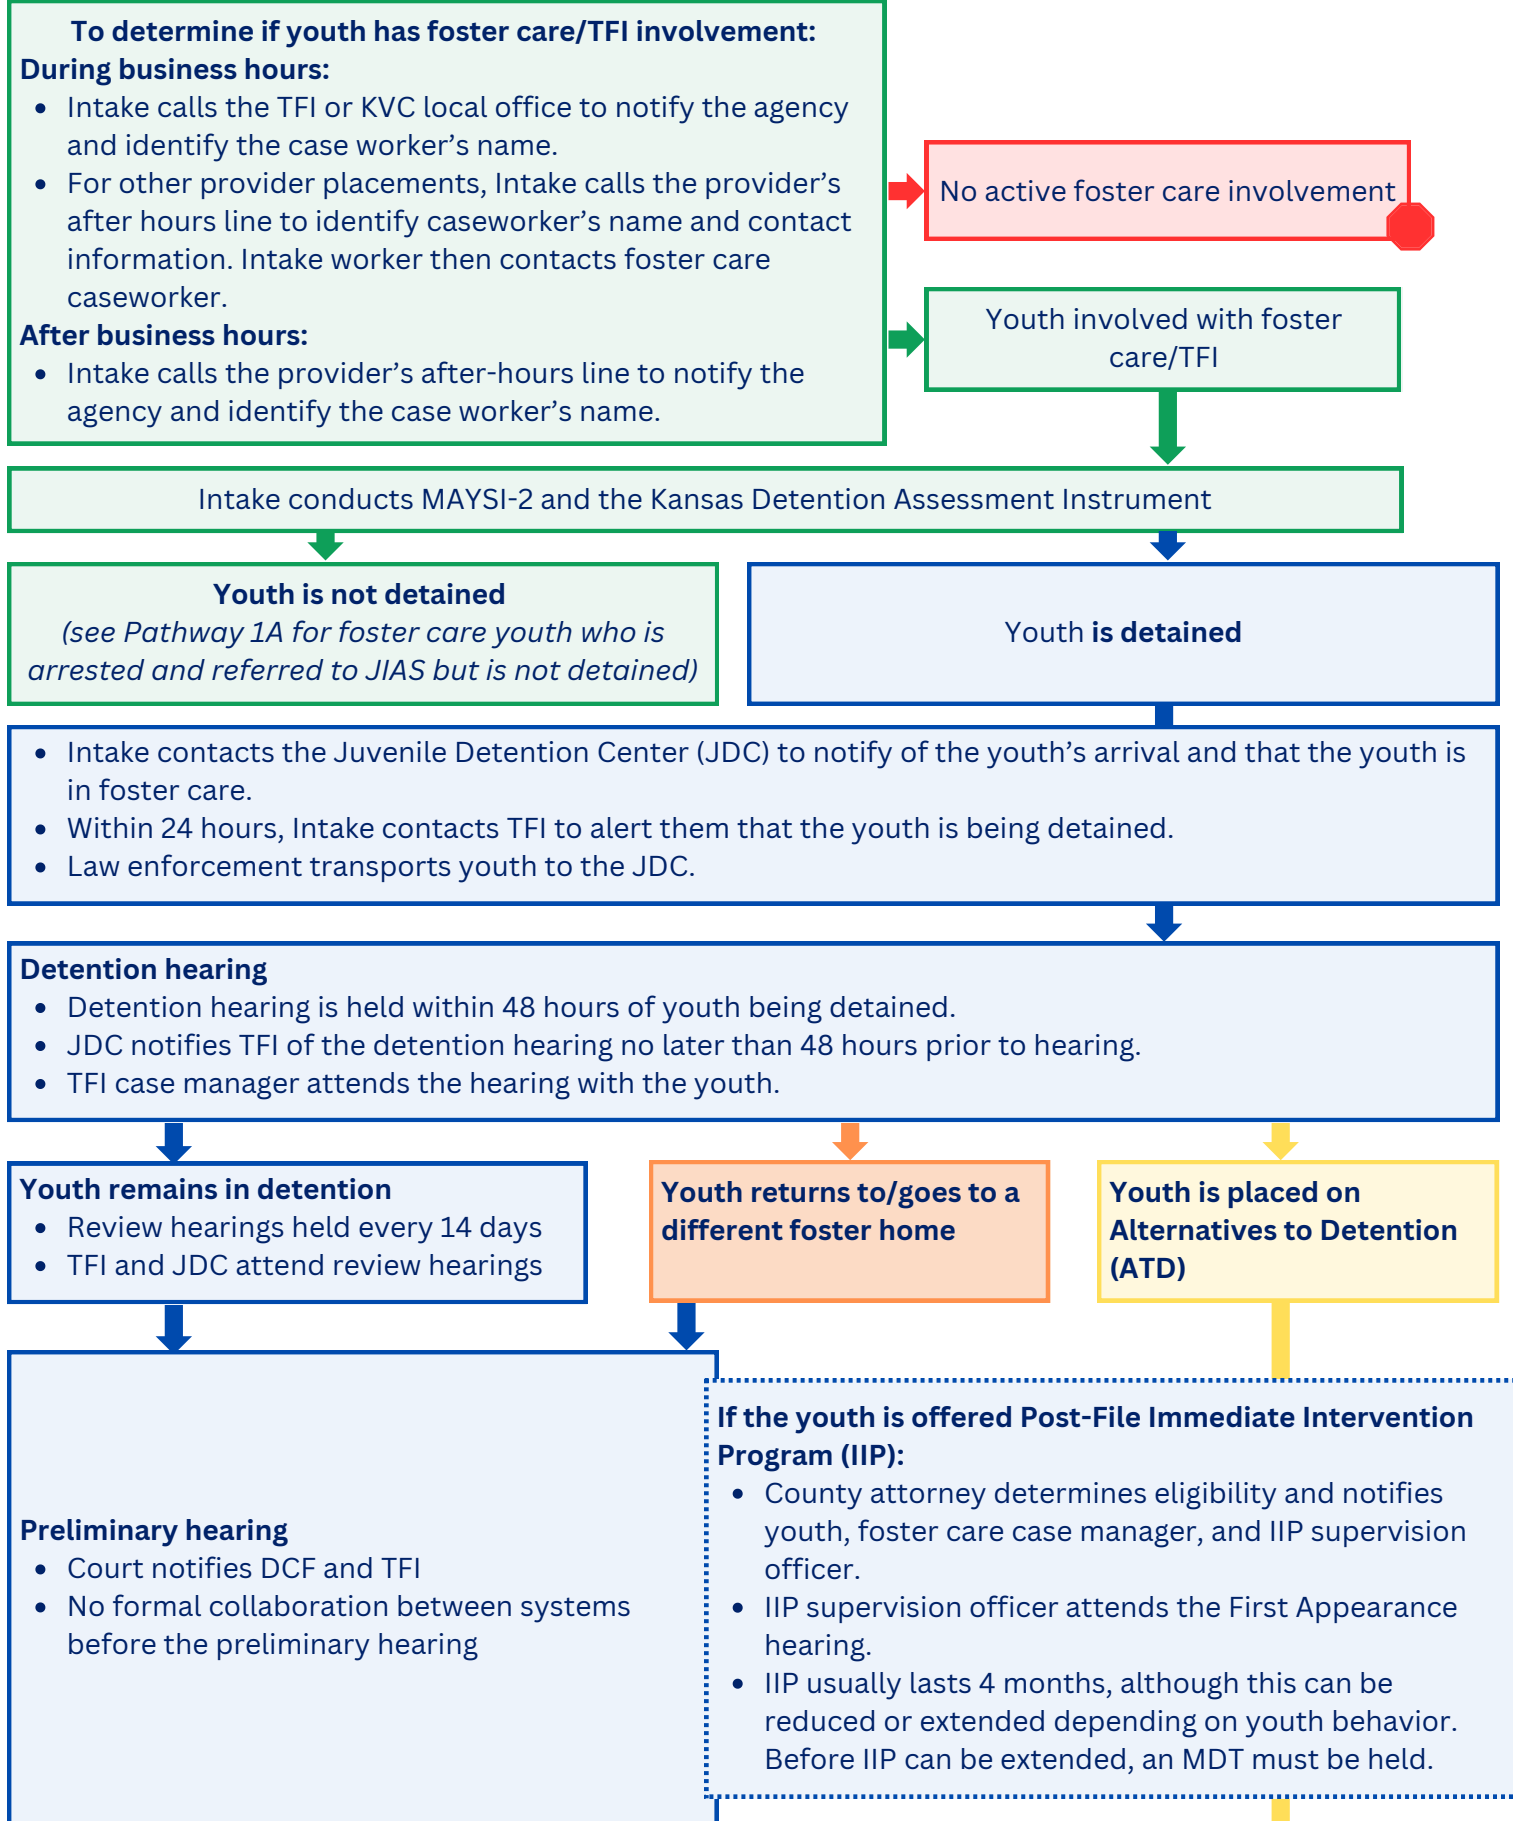 To determine if youth has foster care/TFI involvement:
During business hours:
• Intake calls the TFI or KVC local office to notify the agency
and identify the case worker’s name.
• For other provider placements, Intake calls the provider’s
after hours line to identify caseworker’s name and contact
information. Intake worker then contacts foster care
caseworker.
After business hours:
• Intake calls the provider’s after-hours line to notify the
agency and identify the case worker’s name.
No active foster care involvement
Youth involved with foster
care/TFI
Intake conducts MAYSI-2 and the Kansas Detention Assessment Instrument
Youth is not detained
(see Pathway 1A for foster care youth who is
arrested and referred to JIAS but is not detained)
Youth is detained
• Intake contacts the Juvenile Detention Center (JDC) to notify of the youth’s arrival and that the youth is
in foster care.
• Within 24 hours, Intake contacts TFI to alert them that the youth is being detained.
• Law enforcement transports youth to the JDC.
Detention hearing
• Detention hearing is held within 48 hours of youth being detained.
• JDC notifies TFI of the detention hearing no later than 48 hours prior to hearing.
• TFI case manager attends the hearing with the youth.
Youth remains in detention
• Review hearings held every 14 days
• TFI and JDC attend review hearings
Youth returns to/goes to a
different foster home
Youth is placed on
Alternatives to Detention
(ATD)
Preliminary hearing
• Court notifies DCF and TFI
• No formal collaboration between systems
before the preliminary hearing
If the youth is offered Post-File Immediate Intervention
Program (IIP):
• County attorney determines eligibility and notifies
youth, foster care case manager, and IIP supervision
officer.
• IIP supervision officer attends the First Appearance
hearing.
• IIP usually lasts 4 months, although this can be
reduced or extended depending on youth behavior.
Before IIP can be extended, an MDT must be held.